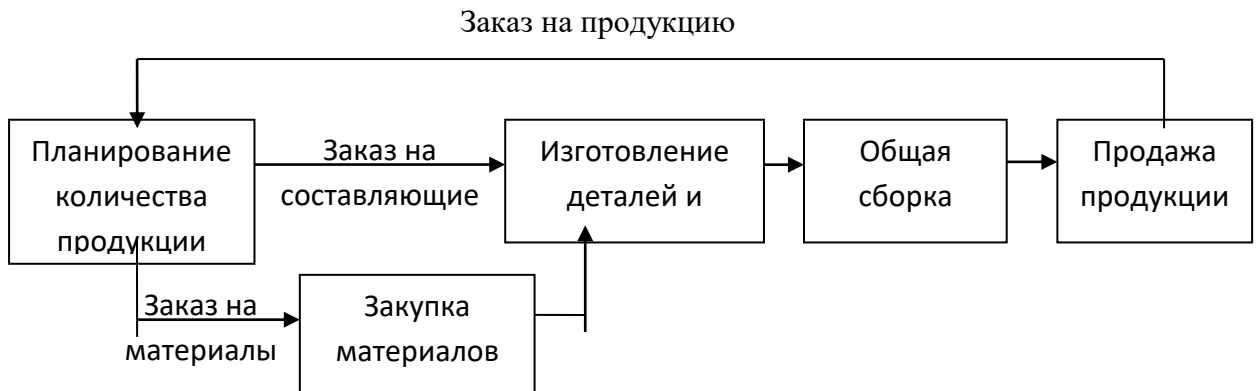 Заказ на продукцию
Планирование
количества
продукции
Заказ на
составляющие
Изготовление
деталей и
Общая
сборка
Продажа
продукции
Заказ на
материалы
Закупка
материалов